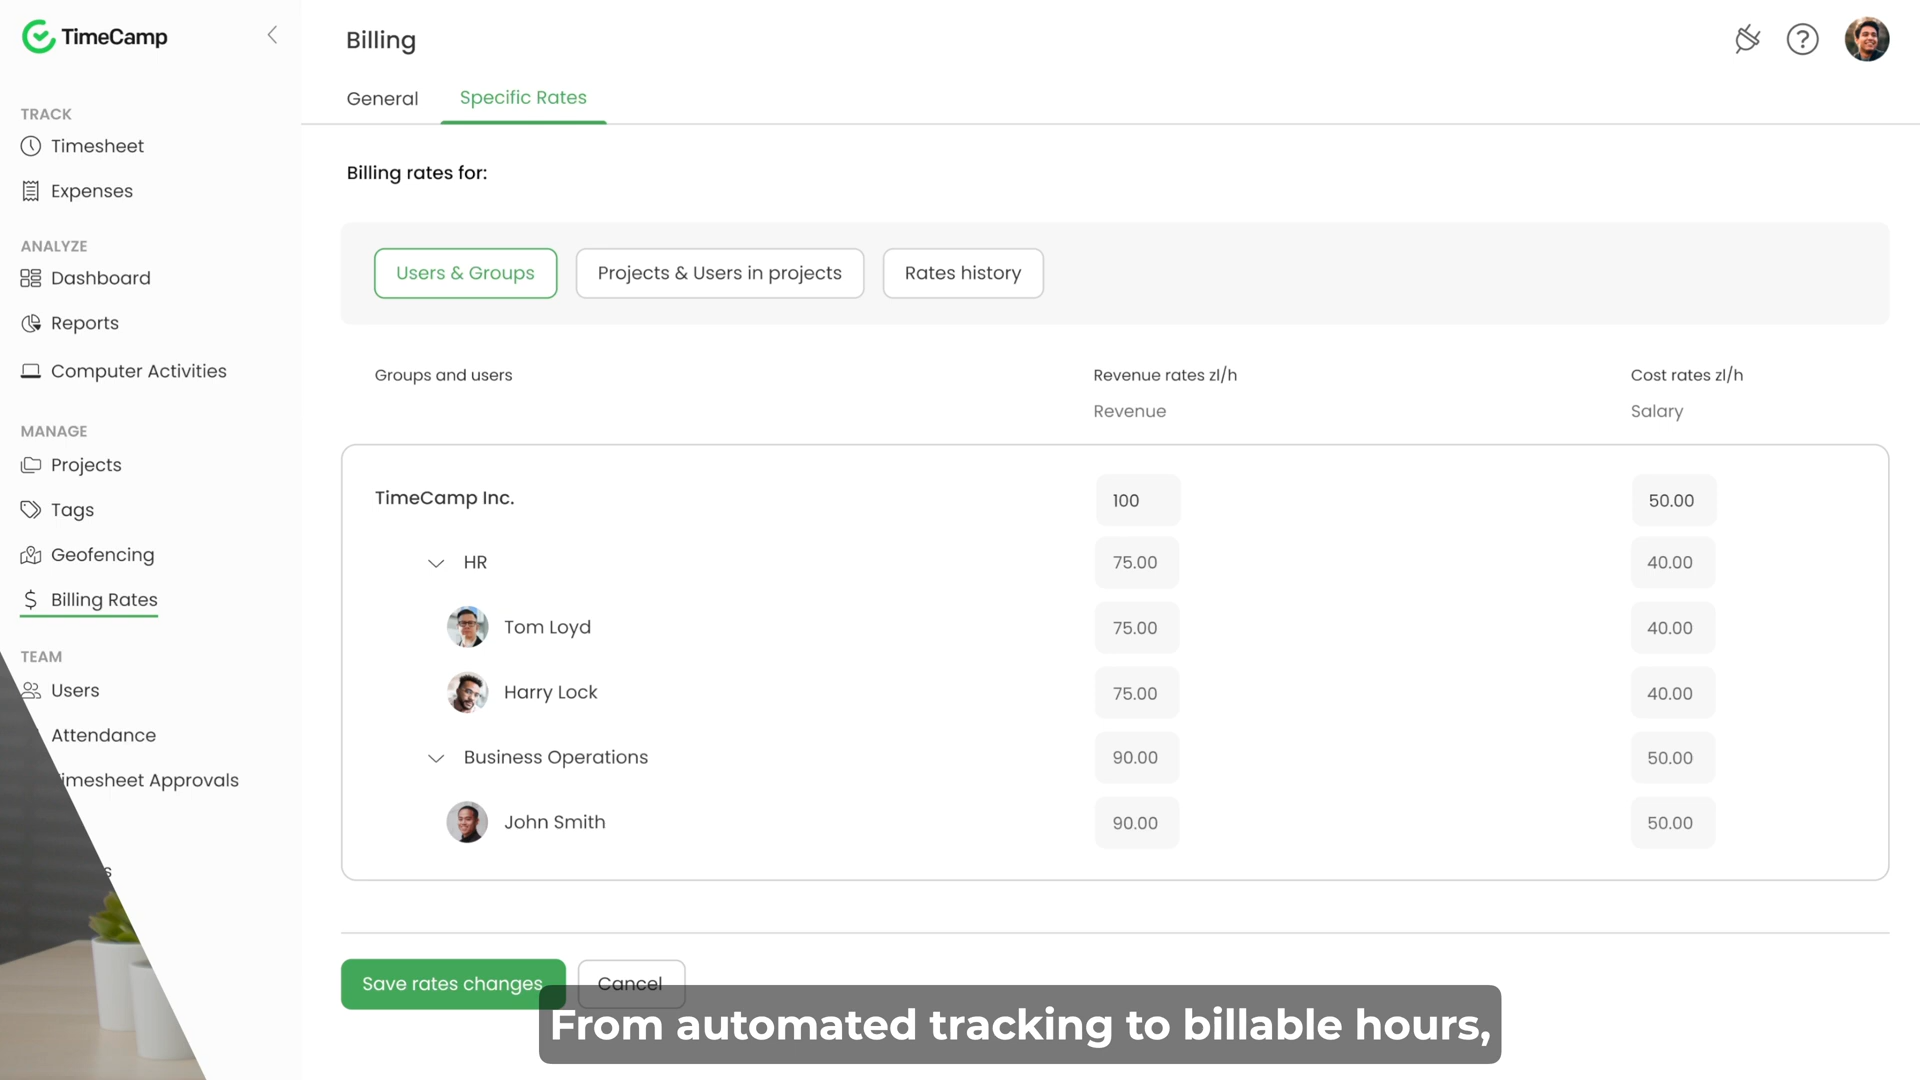 TimeCamp
TRACK
Timesheet
Expenses
ANALYZE
Dashboard
Reports
Computer Activities
MANAGE
Projects
Tags
Geofencing
Billing Rates
TEAM
Users
Attendance
imesheet Approvals
s
Billing
General
Specific Rates
Billing rates for:
Users & Groups
Projects & Users in projects
Rates history
Groups and users
Revenue rates zl/h
Cost rates zl/h
Revenue
Salary
TimeCamp Inc.
100
50.00
HR
75.00
40.00
Tom Loyd
75.00
40.00
Harry Lock
75.00
40.00
Business Operations
90.00
50.00
John Smith
90.00
50.00
Save rates changes
Cancel
From automated tracking to billable hours,